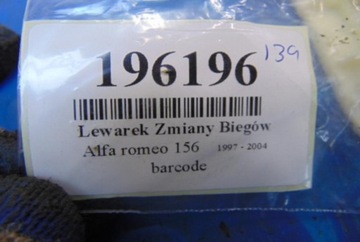 196196 139
Lewarek Zmiany Biegów
Alfa romeo 156 1997 - 2004
barcode